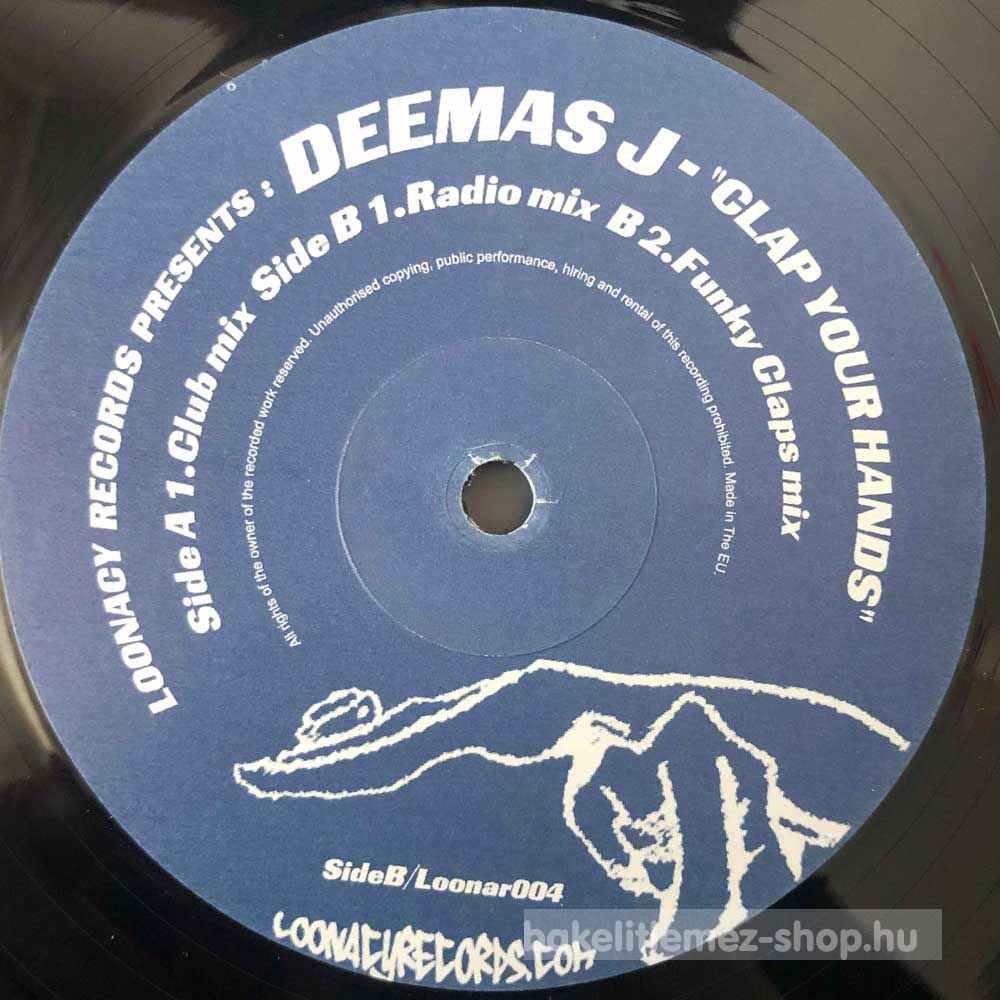 LOONACY RECORDS PRESENTS : DEEMAS J - "CLAP YOUR HANDS"
Side A 1.Club mix Side B 1.Radio mix B 2.Funky Claps mix
All rights of the owner of the recorded work reserved. Unauthorised copying, public performance, hiring and rental of this recording prohibited. Made in The EU.
SideB/Loonar004
LOONACYRECORDS.COM
bakelitlemez-shop.hu